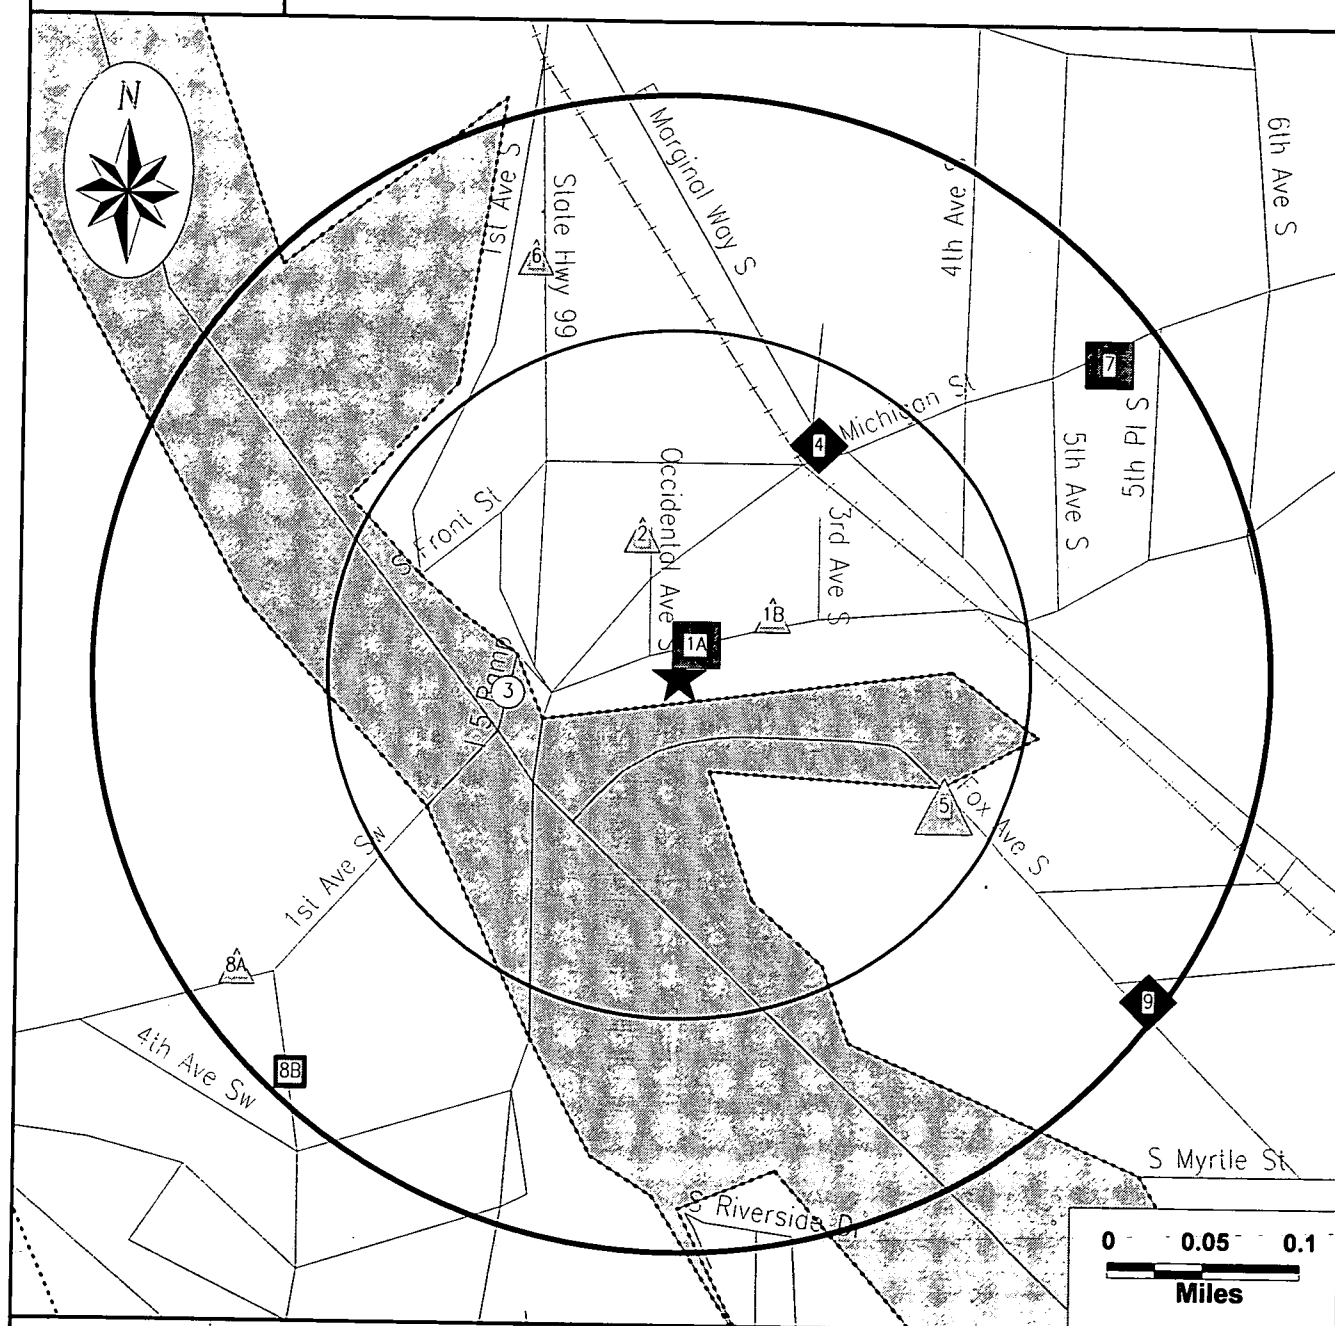 N
E Marginal Way S
1st Ave S
State Hwy 99
6
4th Ave S
6th Ave S
7
Michigan St
4
5th Pl S
5th Ave S
Occidental Ave S
S Front St
2
3rd Ave S
1B
1A
3
Ramp
5
Fox Ave S
1st Ave Sw
8A
9
4th Ave Sw
8B
S Myrtle St
S Riverside Dr
0 0.05 0.1
Miles